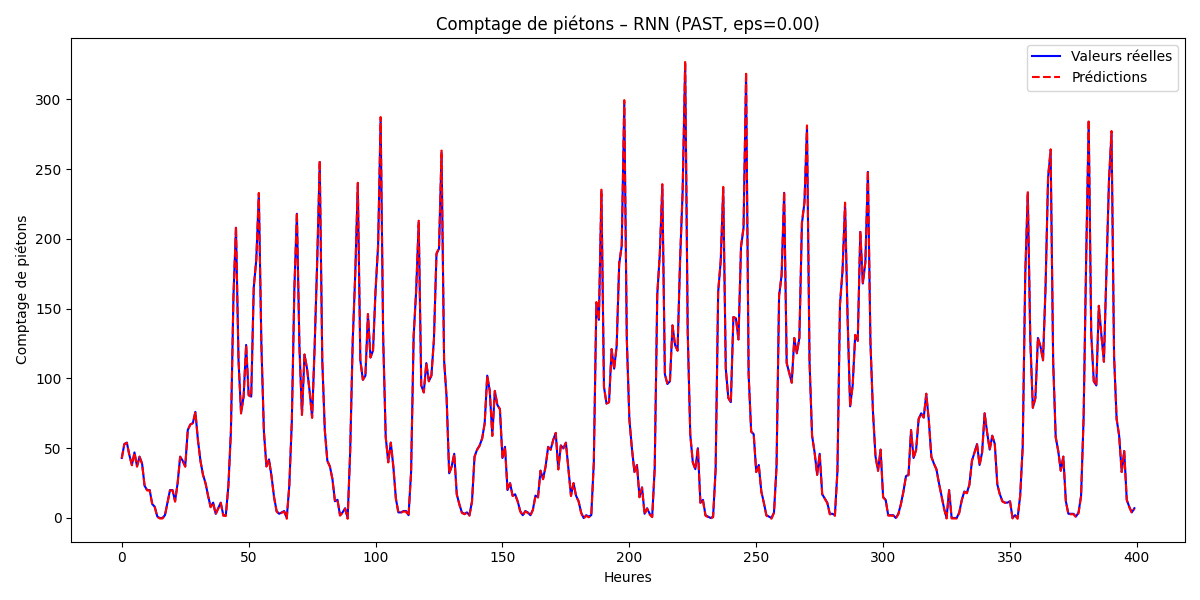 Comptage de piétons – RNN (PAST, eps=0.00)
Valeurs réelles
Prédictions
Comptage de piétons
300
250
200
150
100
50
0
0 50 100 150 200 250 300 350 400
Heures